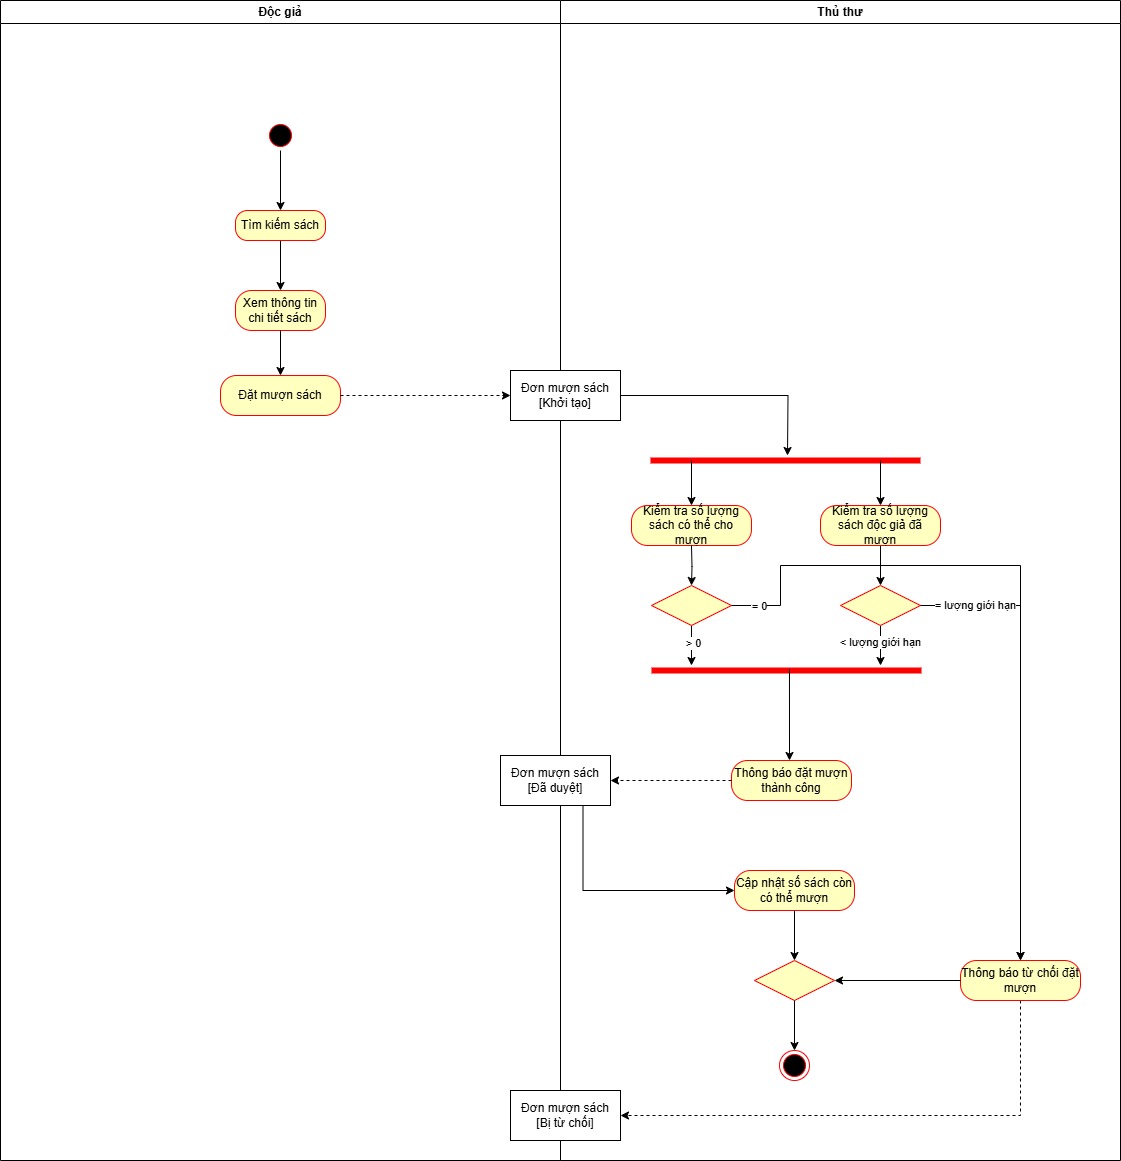 Độc giả
Thủ thư
Tìm kiếm sách
Xem thông tin
chi tiết sách
Đặt mượn sách
Đơn mượn sách
[Khởi tạo]
Kiểm tra số lượng
sách có thể cho
mượn
Kiểm tra số lượng
sách độc giả đã
mượn
= 0
= lượng giới hạn
> 0
< lượng giới hạn
Đơn mượn sách
[Đã duyệt]
Thông báo đặt mượn
thành công
Cập nhật số sách còn
có thể mượn
Thông báo từ chối đặt
mượn
Đơn mượn sách
[Bị từ chối]